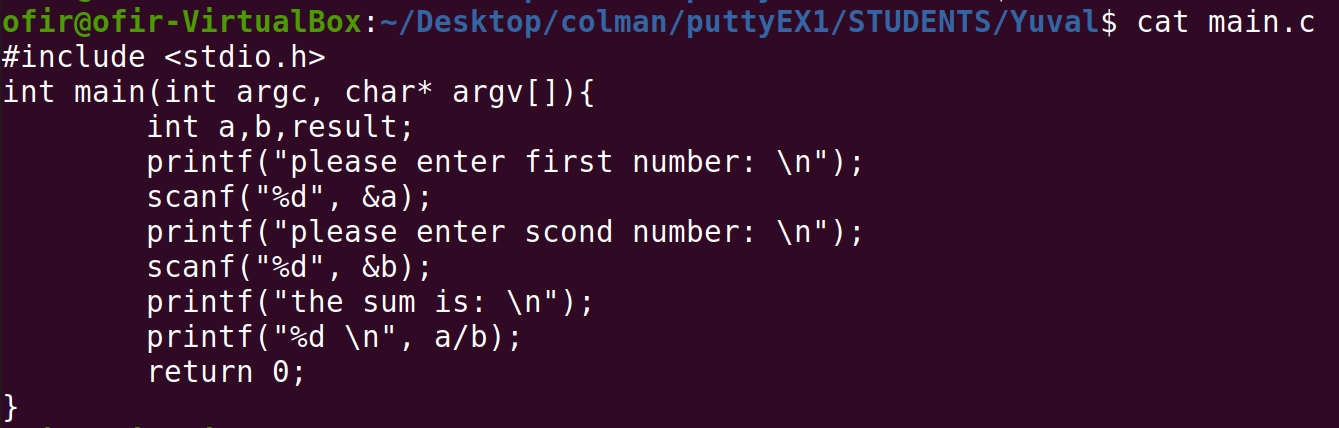 ofir@ofir-VirtualBox:~/Desktop/colman/puttyEX1/STUDENTS/Yuval$ cat main.c
#include <stdio.h>
int main(int argc, char* argv[]){
        int a,b,result;
        printf("please enter first number: \n");
        scanf("%d", &a);
        printf("please enter scond number: \n");
        scanf("%d", &b);
        printf("the sum is: \n");
        printf("%d \n", a/b);
        return 0;
}